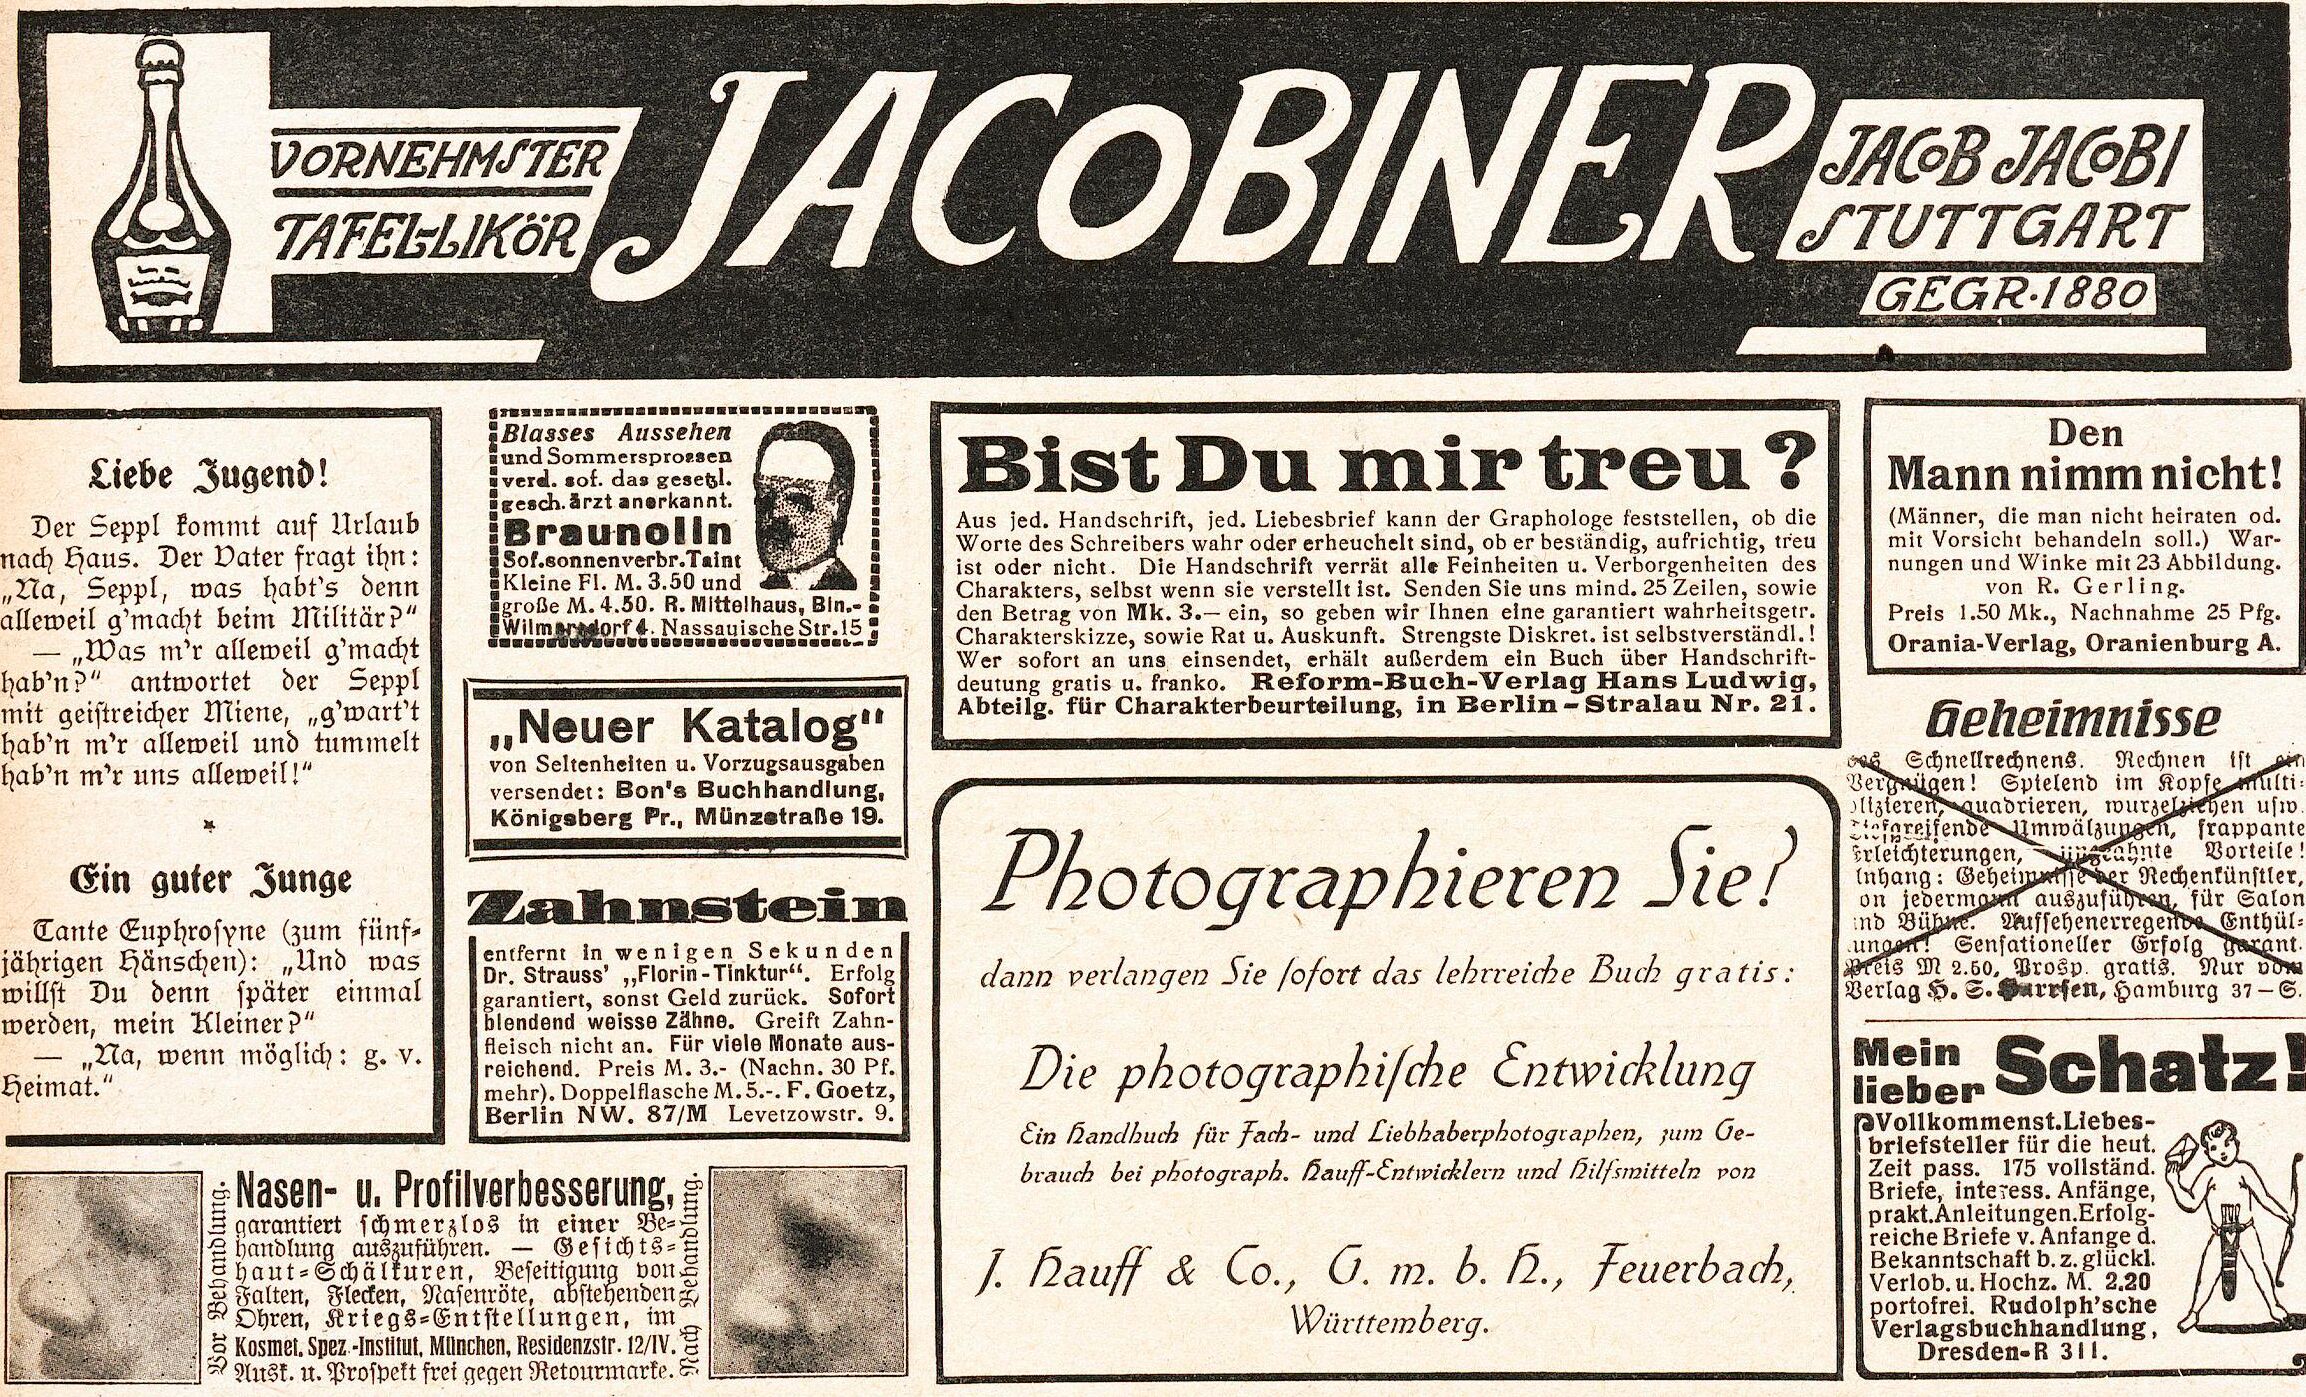 VORNEHMSTER
TAFEL-LIKÖR
JACOBINER
JACOB JACOBI
STUTTGART
GEGR. 1880
Liebe Jugend!
Der Seppl kommt auf Urlaub
nach Haus. Der Vater fragt ihn:
„Na, Seppl, was habt's denn
alleweil g'macht beim Militär?“
— „Was m'r alleweil g'macht
hab'n?“ antwortet der Seppl
mit geistreicher Miene, „g'wart't
hab'n m'r alleweil und tummelt
hab'n m'r uns alleweil!“
*
Ein guter Junge
Tante Euphrosyne (zum fünf-
jährigen Hänschen): „Und was
willst Du denn später einmal
werden, mein Kleiner?“
— „Na, wenn möglich: g. v.
Heimat.“
Blasses Aussehen
und Sommersprossen
verd. sof. das gesetzl.
gesch. ärzt anerkannt.
Braunolin
Sof. sonnenverbr. Taint
Kleine Fl. M. 3.50 und
große M. 4.50. R. Mittelhaus, Bln.-
Wilmersdorf 4. Nassauische Str. 15
„Neuer Katalog“
von Seltenheiten u. Vorzugsausgaben
versendet: Bon's Buchhandlung,
Königsberg Pr., Münzstraße 19.
Zahnstein
entfernt in wenigen Sekunden
Dr. Strauss' „Florin-Tinktur“. Erfolg
garantiert, sonst Geld zurück. Sofort
blendend weisse Zähne. Greift Zahn-
fleisch nicht an. Für viele Monate aus-
reichend. Preis M. 3.- (Nachn. 30 Pf.
mehr). Doppelflasche M. 5.-. F. Goetz,
Berlin NW. 87/M Levetzowstr. 9.
Vor Behandlung.
Nasen- u. Profilverbesserung,
garantiert schmerzlos in einer Be-
handlung auszuführen. — Gesichts-
haut-Schälkuren, Beseitigung von
Falten, Flecken, Nasenröte, abstehenden
Ohren, Kriegs-Entstellungen, im
Kosmet. Spez.-Institut, München, Residenzstr. 12/IV.
Ausk. u. Prospekt frei gegen Retourmarke.
Nach Behandlung.
Bist Du mir treu?
Aus jed. Handschrift, jed. Liebesbrief kann der Graphologe feststellen, ob die
Worte des Schreibers wahr oder erheuchelt sind, ob er beständig, aufrichtig, treu
ist oder nicht. Die Handschrift verrät alle Feinheiten u. Verborgenheiten des
Charakters, selbst wenn sie verstellt ist. Senden Sie uns mind. 25 Zeilen, sowie
den Betrag von Mk. 3.— ein, so geben wir Ihnen eine garantiert wahrheitsgetr.
Charakterskizze, sowie Rat u. Auskunft. Strengste Diskret. ist selbstverständl.!
Wer sofort an uns einsendet, erhält außerdem ein Buch über Handschrift-
deutung gratis u. franko. Reform-Buch-Verlag Hans Ludwig,
Abteilg. für Charakterbeurteilung, in Berlin-Stralau Nr. 21.
Photographieren Sie?
dann verlangen Sie sofort das lehrreiche Buch gratis:
Die photographische Entwicklung
Ein Handbuch für Fach- und Liebhaberphotographen, zum Ge-
brauch bei photograph. Hauff-Entwicklern und Hilfsmitteln von
J. Hauff & Co., G. m. b. H., Feuerbach,
Württemberg.
Den
Mann nimm nicht!
(Männer, die man nicht heiraten od.
mit Vorsicht behandeln soll.) War-
nungen und Winke mit 23 Abbildung.
von R. Gerling.
Preis 1.50 Mk., Nachnahme 25 Pfg.
Orania-Verlag, Oranienburg A.
Geheimnisse
des Schnellrechnens. Rechnen ist ein
Vergnügen! Spielend im Kopfe multi-
plizieren, quadrieren, wurzelziehen usw.
Tiefgreifende Umwälzungen, frappante
Erleichterungen, ungeahnte Vorteile!
Anhang: Geheimnisse der Rechenkünstler,
von jedermann auszuführen, für Salon
und Bühne. Aufsehenerregende Enthül-
lungen! Sensationeller Erfolg garant.
Preis M 2.50, Prosp. gratis. Nur vom
Verlag H. S. Hamburg 37—S.
Mein
lieber Schatz!
Vollkommenst. Liebes-
briefsteller für die heut.
Zeit pass. 175 vollständ.
Briefe, interess. Anfänge,
prakt. Anleitungen. Erfolg-
reiche Briefe v. Anfange d.
Bekanntschaft b. z. glückl.
Verlob. u. Hochz. M. 2.20
portofrei. Rudolph'sche
Verlagsbuchhandlung,
Dresden-R 311.